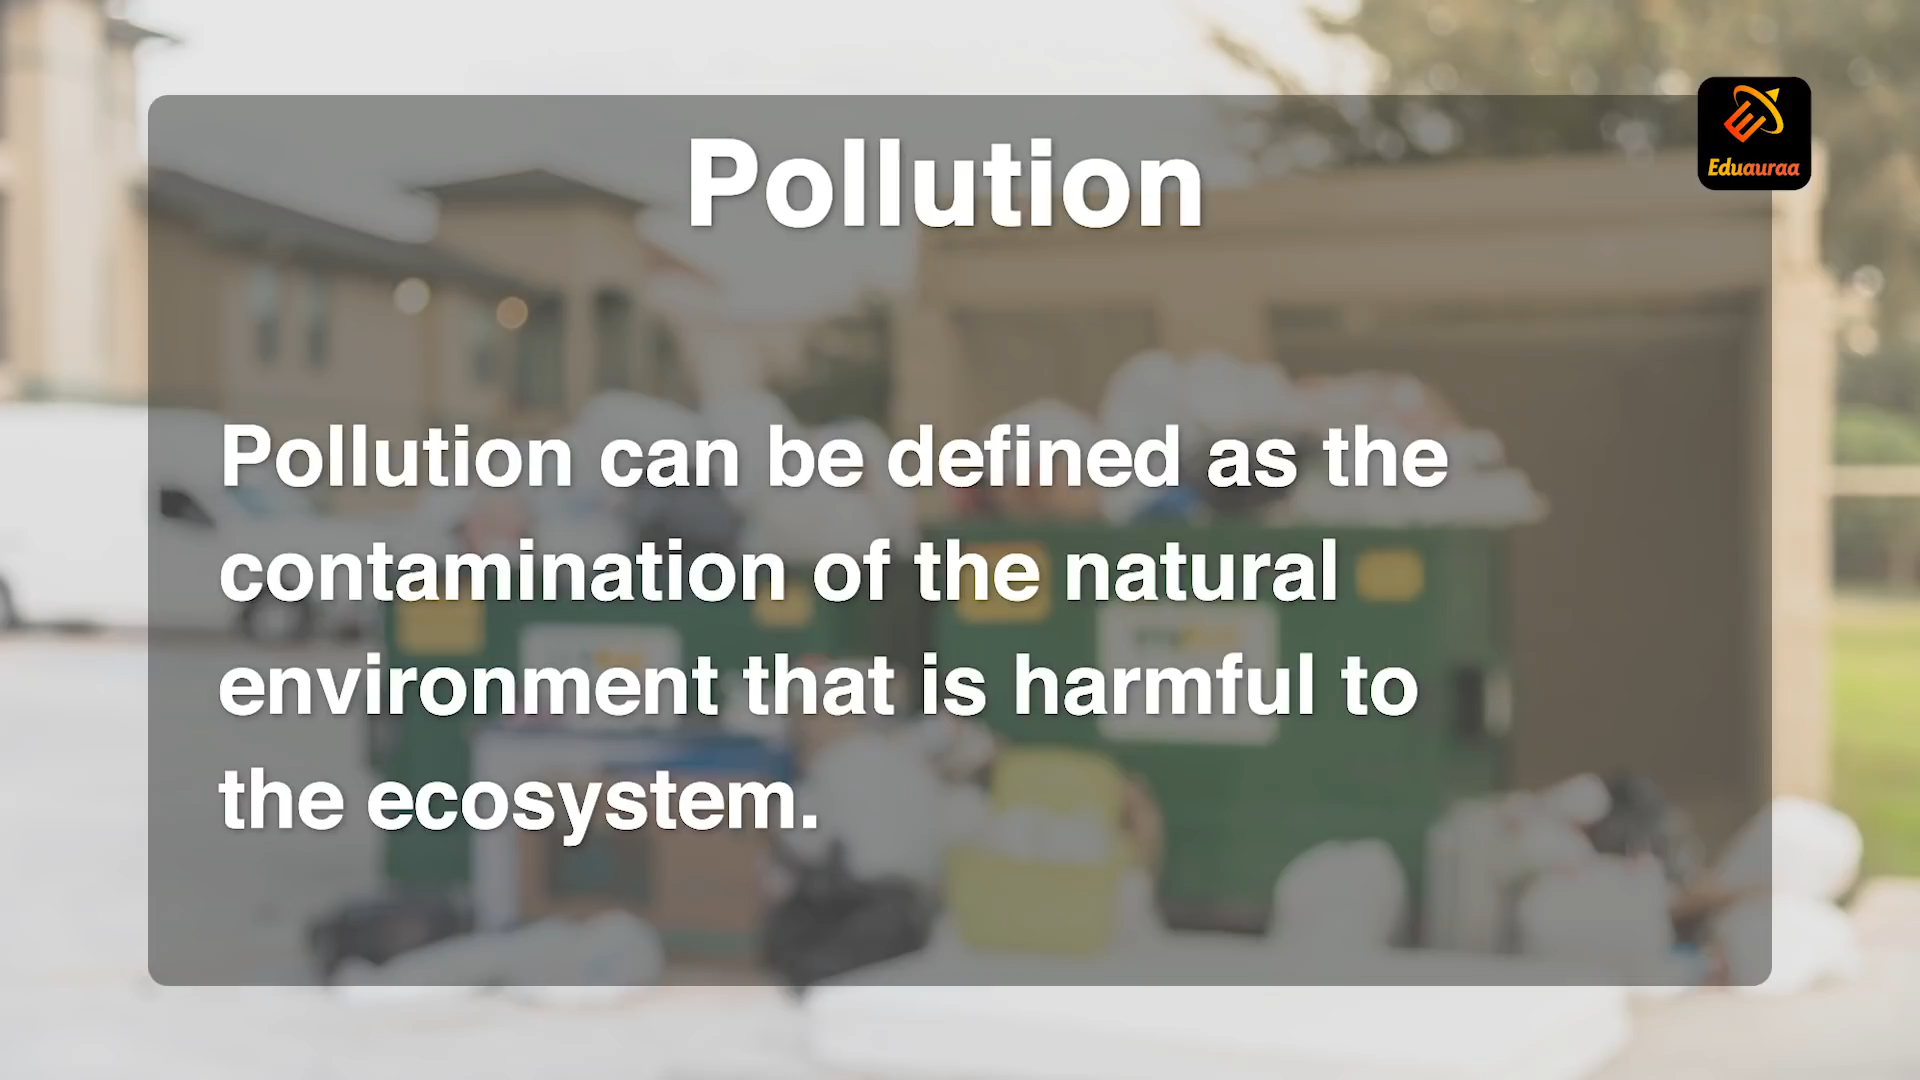 Pollution
Eduauraa
Pollution can be defined as the
contamination of the natural
environment that is harmful to
the ecosystem.